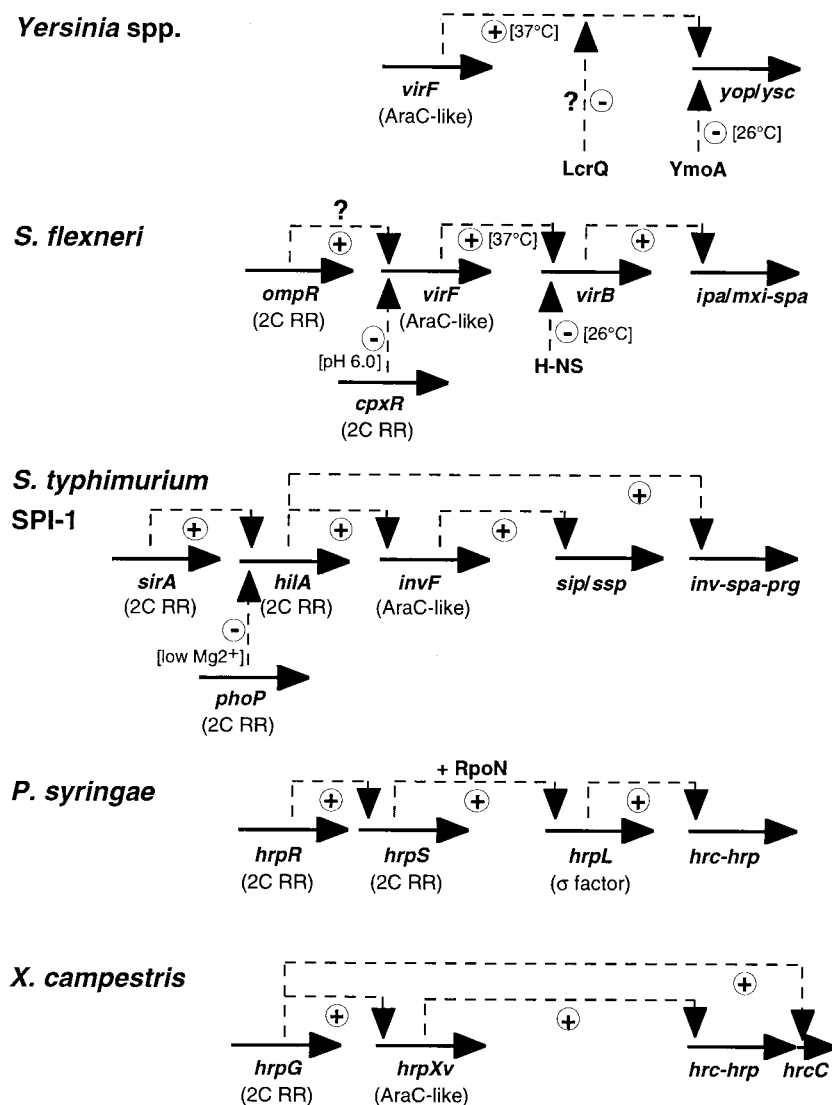 Yersinia spp.
+ [37°C]
virF
(AraC-like)
yop/ysc
? -
- [26°C]
LcrQ
YmoA
S. flexneri
?
+
+ [37°C]
+
ompR
(2C RR)
virF
(AraC-like)
virB
ipa/mxi-spa
-
[pH 6.0]
- [26°C]
H-NS
cpxR
(2C RR)
S. typhimurium
SPI-1
+
+
+
+
sirA
(2C RR)
hilA
(2C RR)
invF
(AraC-like)
sip/ssp
inv-spa-prg
-
[low Mg2+]
phoP
(2C RR)
P. syringae
+ RpoN
+
+
+
hrpR
(2C RR)
hrpS
(2C RR)
hrpL
(σ factor)
hrc-hrp
X. campestris
+
+
+
hrpG
(2C RR)
hrpXv
(AraC-like)
hrc-hrp
hrcC